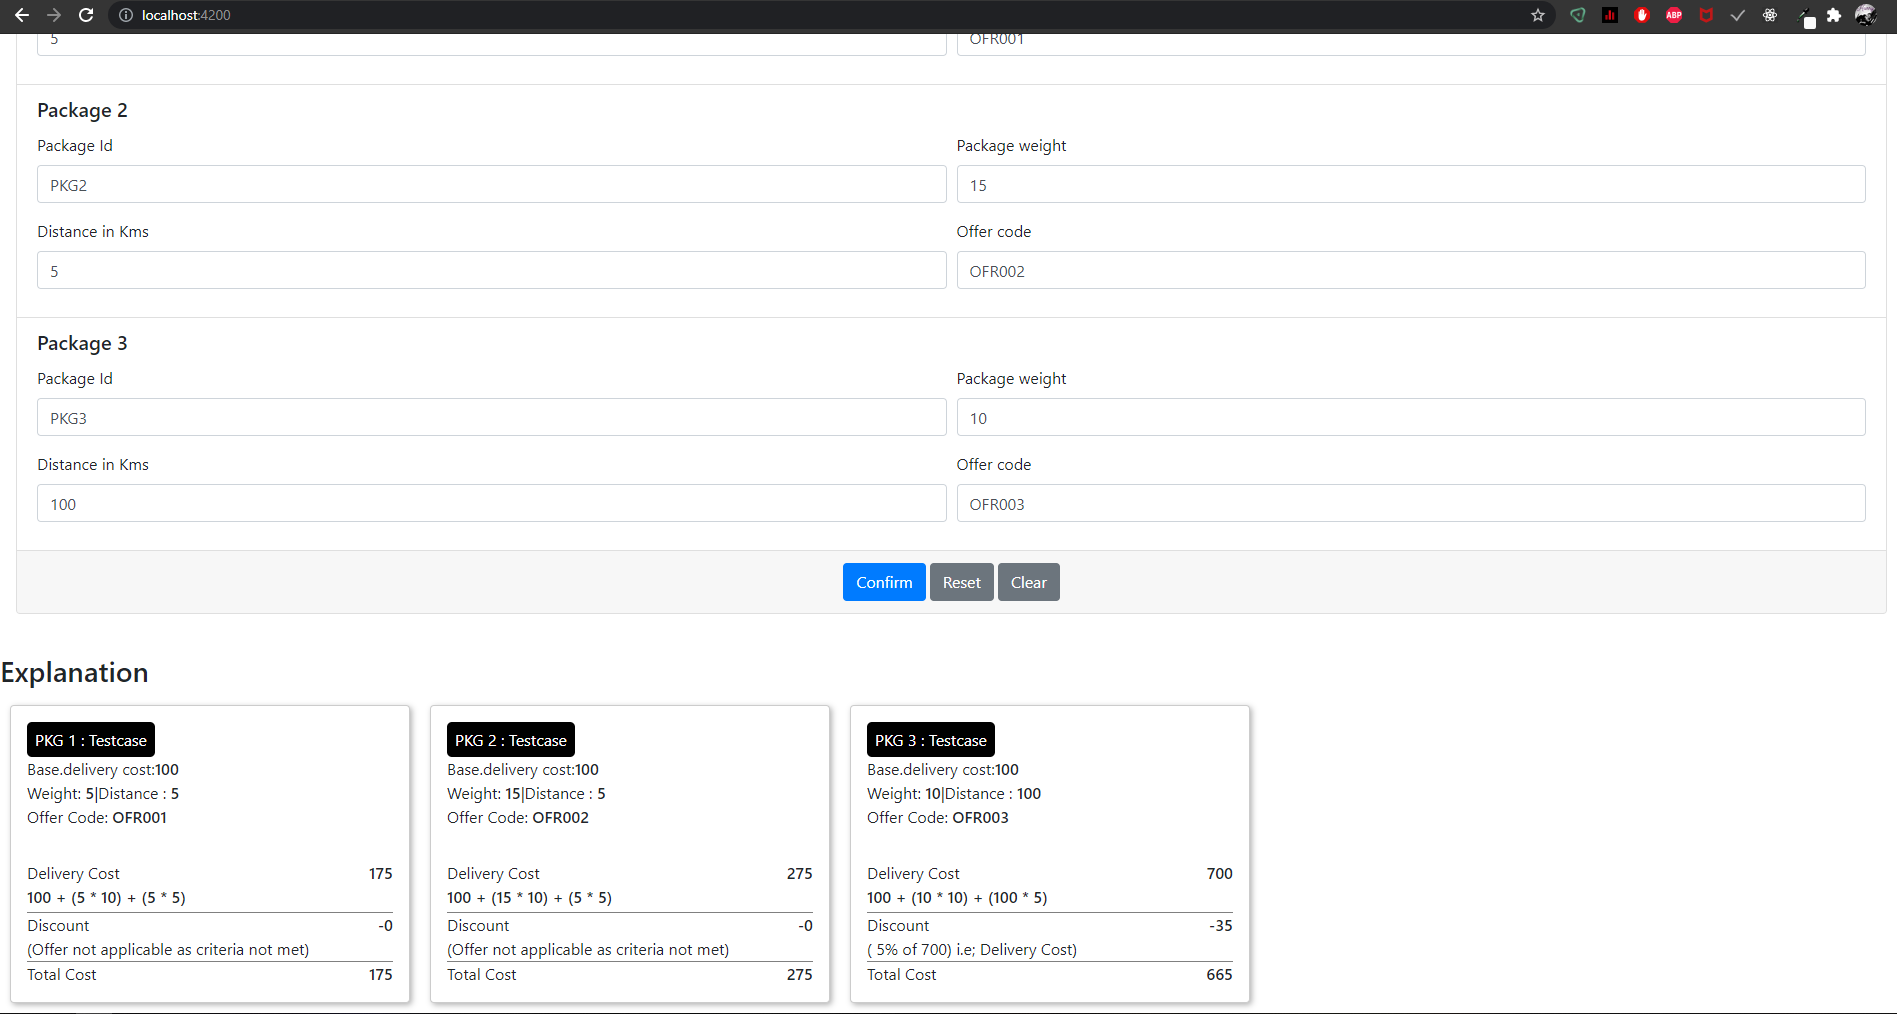 localhost:4200
ABP
5 OFR001
Package 2
Package Id Package weight
PKG2 15
Distance in Kms Offer code
5 OFR002
Package 3
Package Id Package weight
PKG3 10
Distance in Kms Offer code
100 OFR003
Confirm Reset Clear
Explanation
PKG 1 : Testcase
Base.delivery cost:100
Weight: 5|Distance : 5
Offer Code: OFR001
Delivery Cost 175
100 + (5 * 10) + (5 * 5)
Discount -0
(Offer not applicable as criteria not met)
Total Cost 175
PKG 2 : Testcase
Base.delivery cost:100
Weight: 15|Distance : 5
Offer Code: OFR002
Delivery Cost 275
100 + (15 * 10) + (5 * 5)
Discount -0
(Offer not applicable as criteria not met)
Total Cost 275
PKG 3 : Testcase
Base.delivery cost:100
Weight: 10|Distance : 100
Offer Code: OFR003
Delivery Cost 700
100 + (10 * 10) + (100 * 5)
Discount -35
( 5% of 700) i.e; Delivery Cost)
Total Cost 665